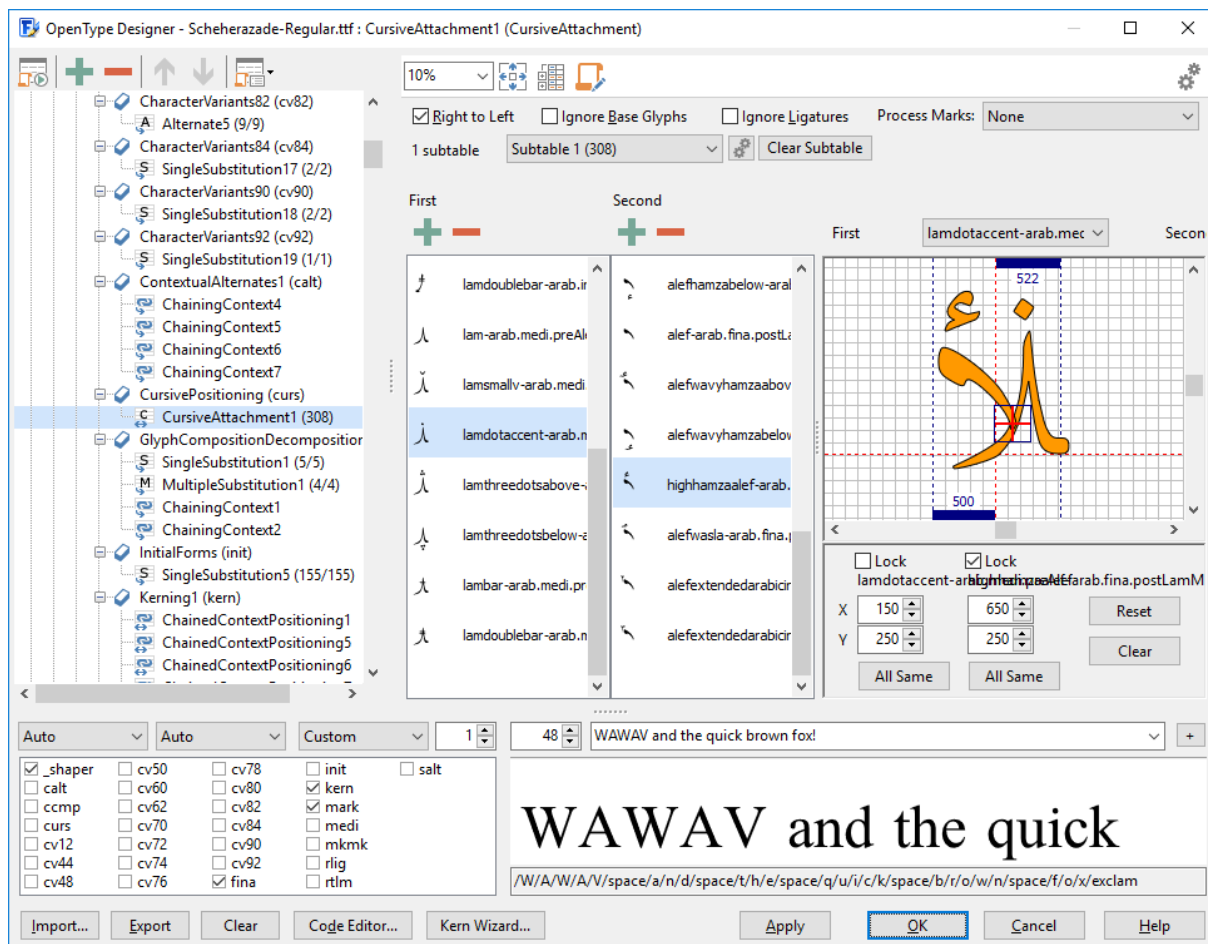 OpenType Designer - Scheherazade-Regular.ttf : CursiveAttachment1 (CursiveAttachment)
10%
Right to Left Ignore Base Glyphs Ignore Ligatures Process Marks: None
1 subtable Subtable 1 (308) Clear Subtable
CharacterVariants82 (cv82)
Alternate5 (9/9)
CharacterVariants84 (cv84)
SingleSubstitution17 (2/2)
CharacterVariants90 (cv90)
SingleSubstitution18 (2/2)
CharacterVariants92 (cv92)
SingleSubstitution19 (1/1)
ContextualAlternates1 (calt)
ChainingContext4
ChainingContext5
ChainingContext6
ChainingContext7
CursivePositioning (curs)
CursiveAttachment1 (308)
GlyphCompositionDecomposition
SingleSubstitution1 (5/5)
MultipleSubstitution1 (4/4)
ChainingContext1
ChainingContext2
InitialForms (init)
SingleSubstitution5 (155/155)
Kerning1 (kern)
ChainedContextPositioning1
ChainedContextPositioning5
ChainedContextPositioning6
First
lamdoublebar-arab.in
lam-arab.medi.preAle
lamsmallv-arab.medi.
lamdotaccent-arab.m
lamthreedotsabove-a
lamthreedotsbelow-a
lambar-arab.medi.pr
lamdoublebar-arab.m
Second
alefhamzabelow-arab
alef-arab.fina.postLa
alefwavyhamzaabov
alefwavyhamzabelow
highhamzaalef-arab.
alefwasla-arab.fina.p
alefextendedarabicin
alefextendedarabicin
First lamdotaccent-arab.med Secon
522
500
Lock Lock
X 150 650 Reset
Y 250 250 Clear
All Same All Same
Auto Auto Custom 1 48 WAWAV and the quick brown fox! +
_shaper cv50 cv78 init salt
calt cv60 cv80 kern
ccmp cv62 cv82 mark
curs cv70 cv84 medi
cv12 cv72 cv90 mkmk
cv44 cv74 cv92 rlig
cv48 cv76 fina rtlm
WAWAV and the quick
/W/A/W/A/V/space/a/n/d/space/t/h/e/space/q/u/i/c/k/space/b/r/o/w/n/space/f/o/x/exclam
Import... Export Clear Code Editor... Kern Wizard... Apply OK Cancel Help